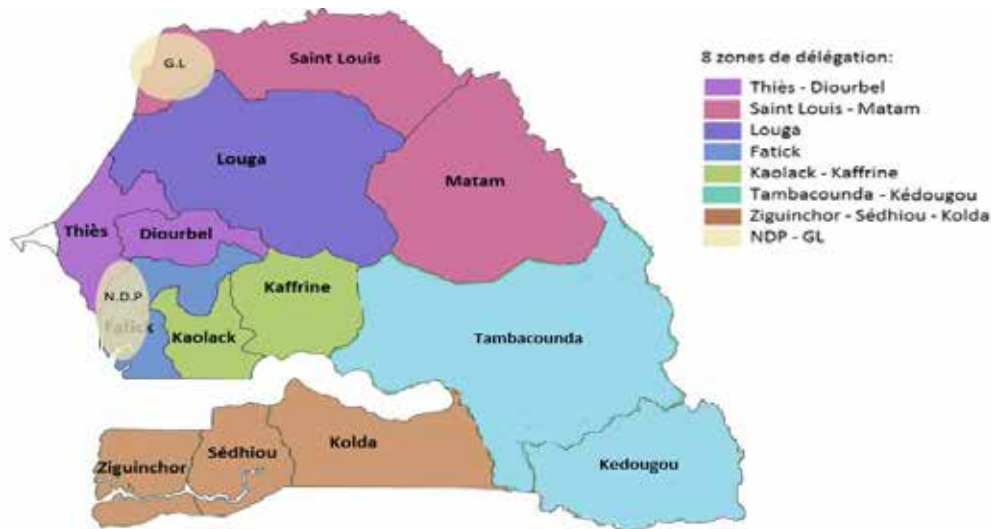 G.L
Saint Louis
Louga
Matam
Thiès
Diourbel
N.D.P
Fatick
Kaolack
Kaffrine
Tambacounda
Ziguinchor
Sédhiou
Kolda
Kedougou
8 zones de délégation:
Thiès - Diourbel
Saint Louis - Matam
Louga
Fatick
Kaolack - Kaffrine
Tambacounda - Kédougou
Ziguinchor - Sédhiou - Kolda
NDP - GL